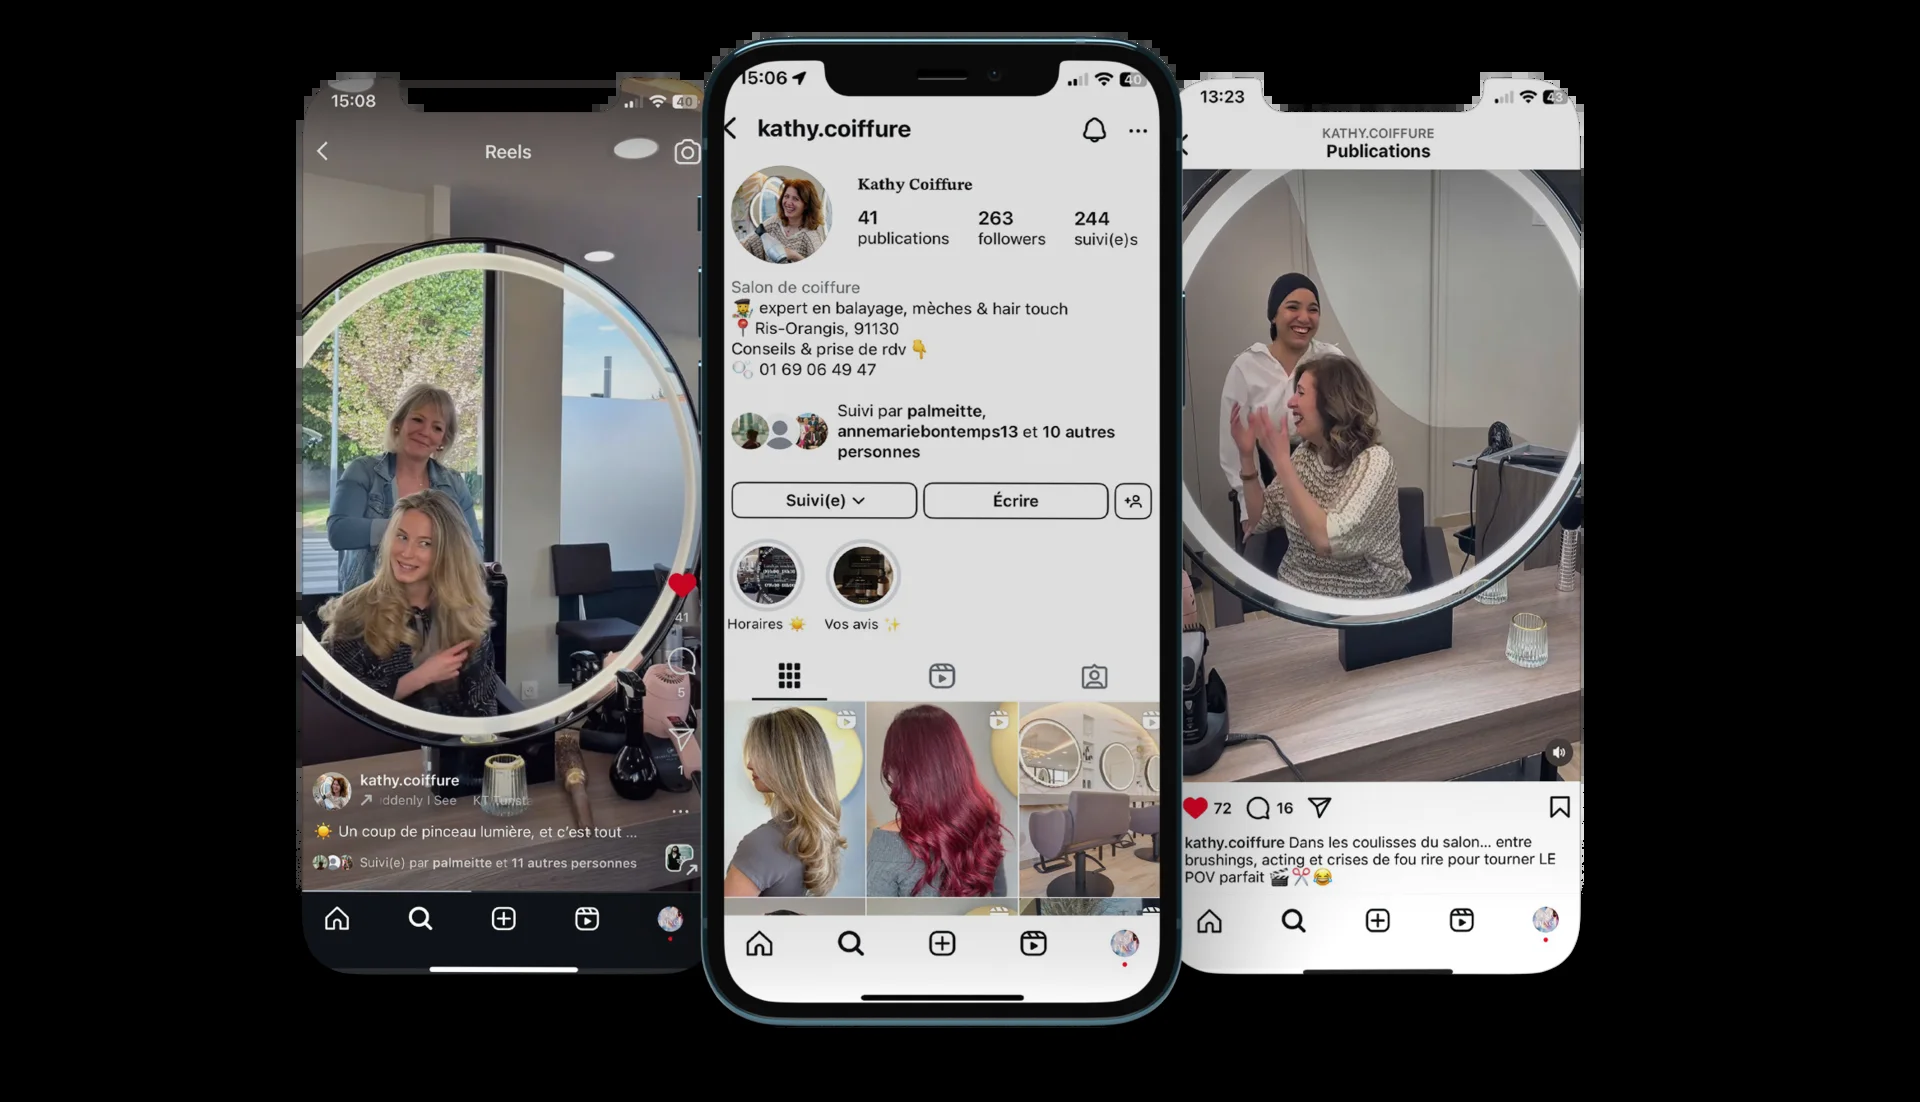 15:08
40
Reels
41
5
1
kathy.coiffure
ddenly I See KT Tunsta
☀️ Un coup de pinceau lumière, et c'est tout ...
Suivi(e) par palmeitte et 11 autres personnes
15:06
40
kathy.coiffure
Kathy Coiffure
41
publications
263
followers
244
suivi(e)s
Salon de coiffure
👩‍🎨 expert en balayage, mèches & hair touch
📍 Ris-Orangis, 91130
Conseils & prise de rdv 👇
🫧 01 69 06 49 47
Suivi par palmeitte,
annemariebontemps13 et 10 autres
personnes
Suivi(e)
Écrire
Horaires ☀️
Vos avis ✨
13:23
43
KATHY.COIFFURE
Publications
72
16
kathy.coiffure Dans les coulisses du salon... entre
brushings, acting et crises de fou rire pour tourner LE
POV parfait 🎬✂️😂